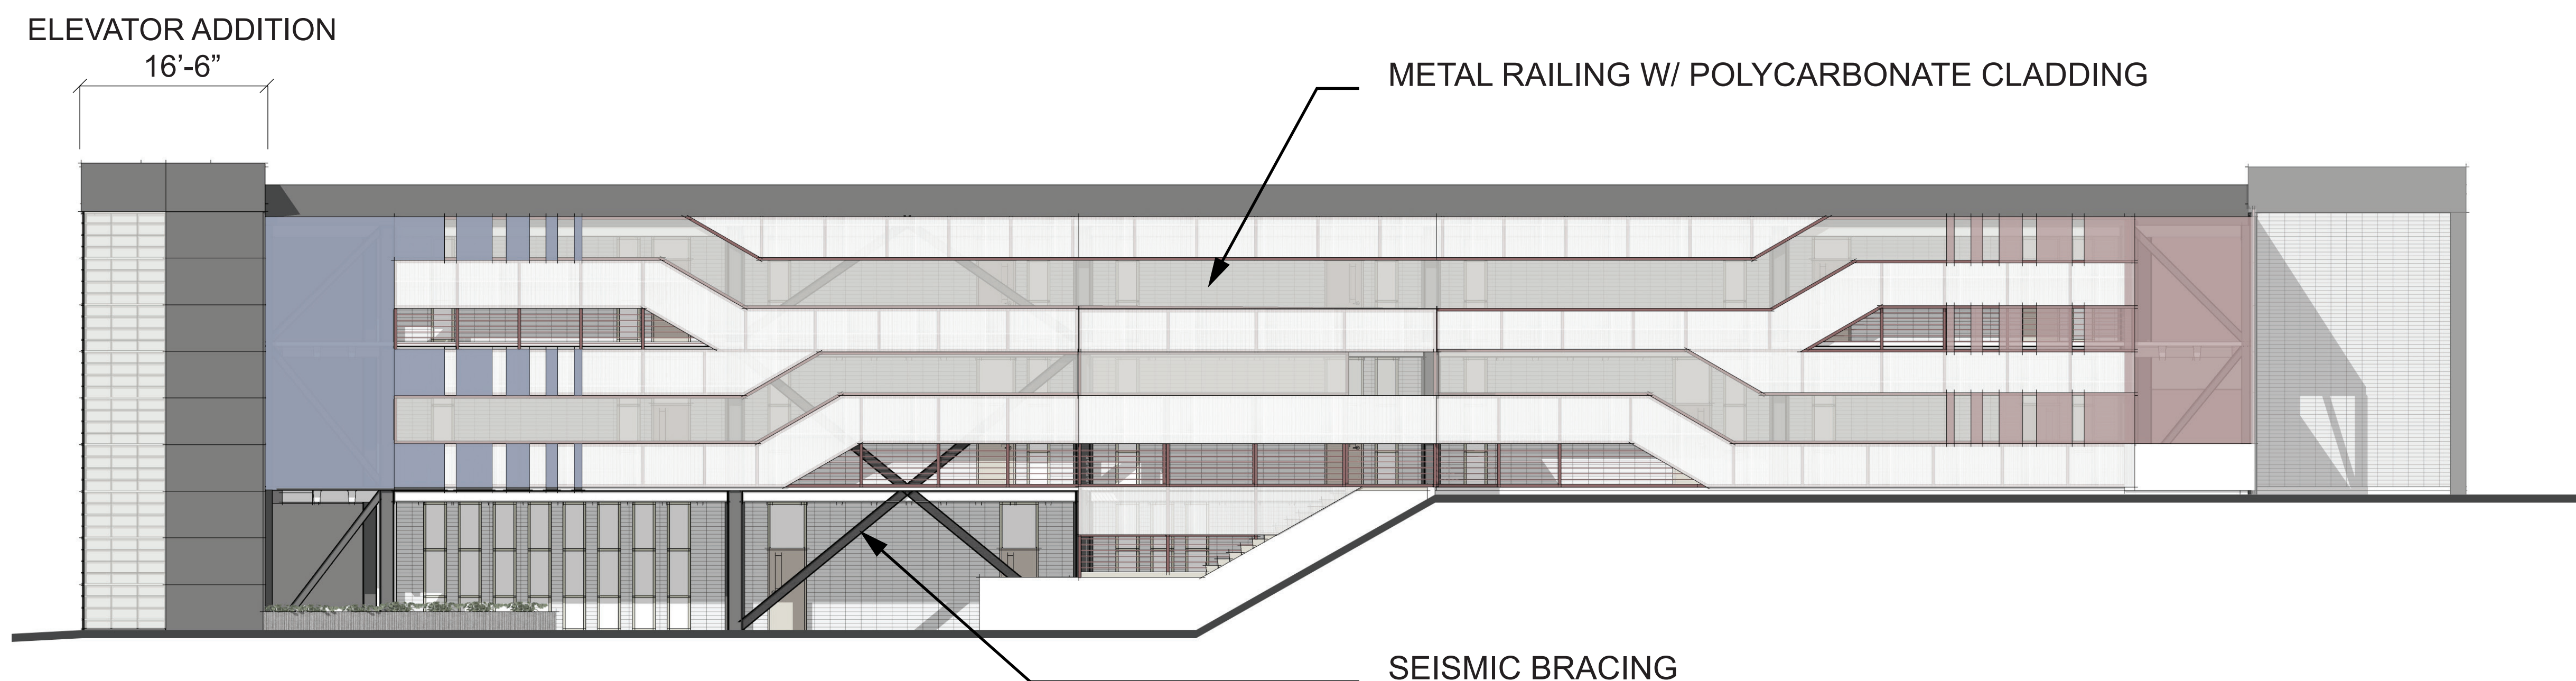 ELEVATOR ADDITION
16’-6”
METAL RAILING W/ POLYCARBONATE CLADDING
SEISMIC BRACING